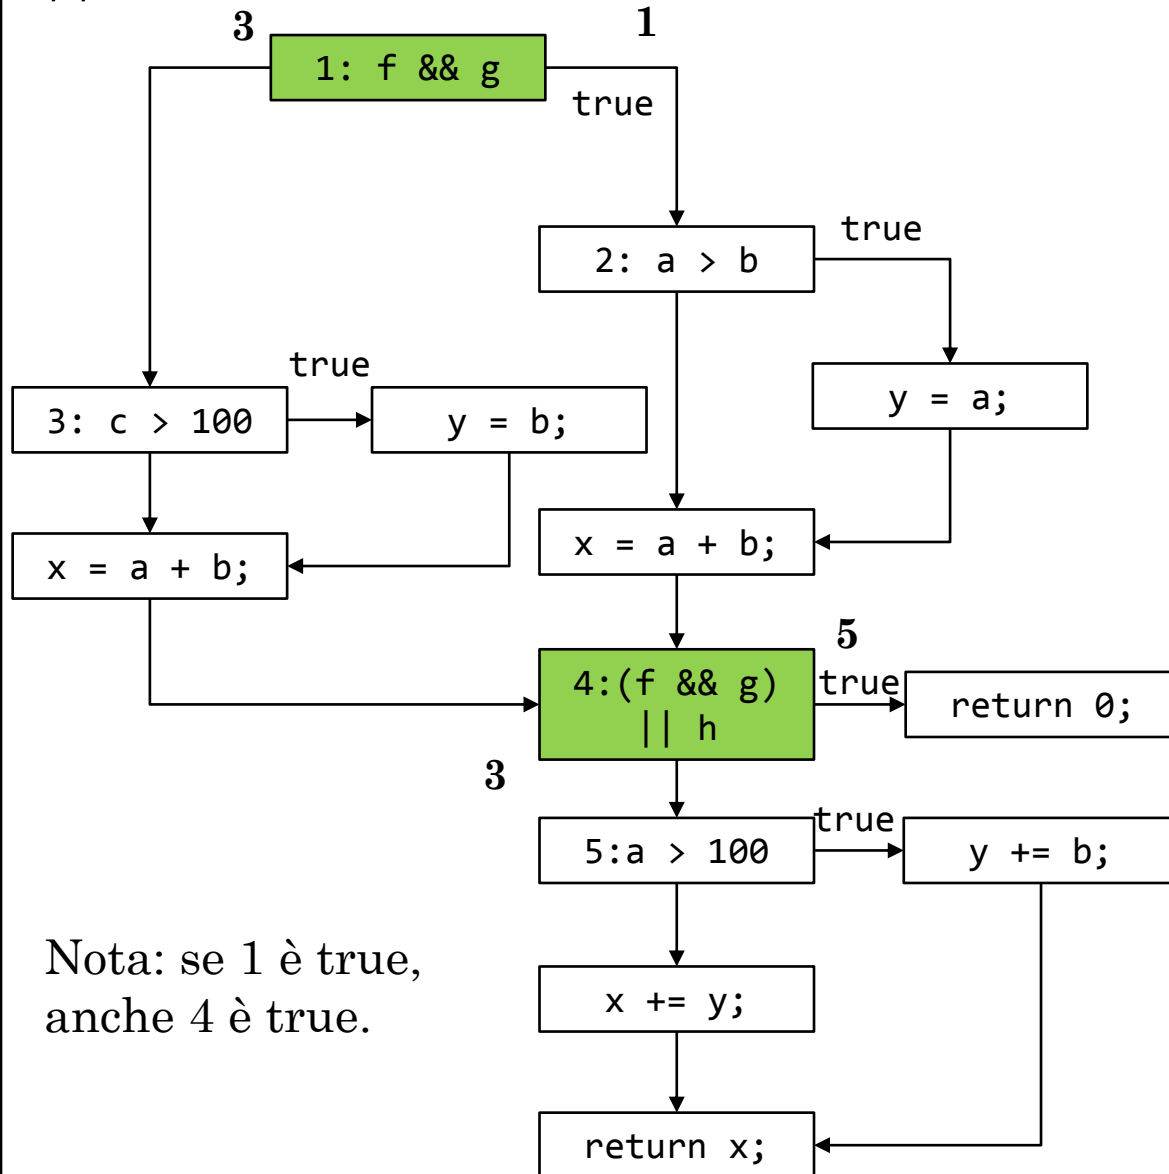 3
1
1: f && g
true
2: a > b
true
true
3: c > 100
y = b;
y = a;
x = a + b;
x = a + b;
5
4:(f && g)
|| h
true
return 0;
3
5:a > 100
true
y += b;
Nota: se 1 è true,
anche 4 è true.
x += y;
return x;